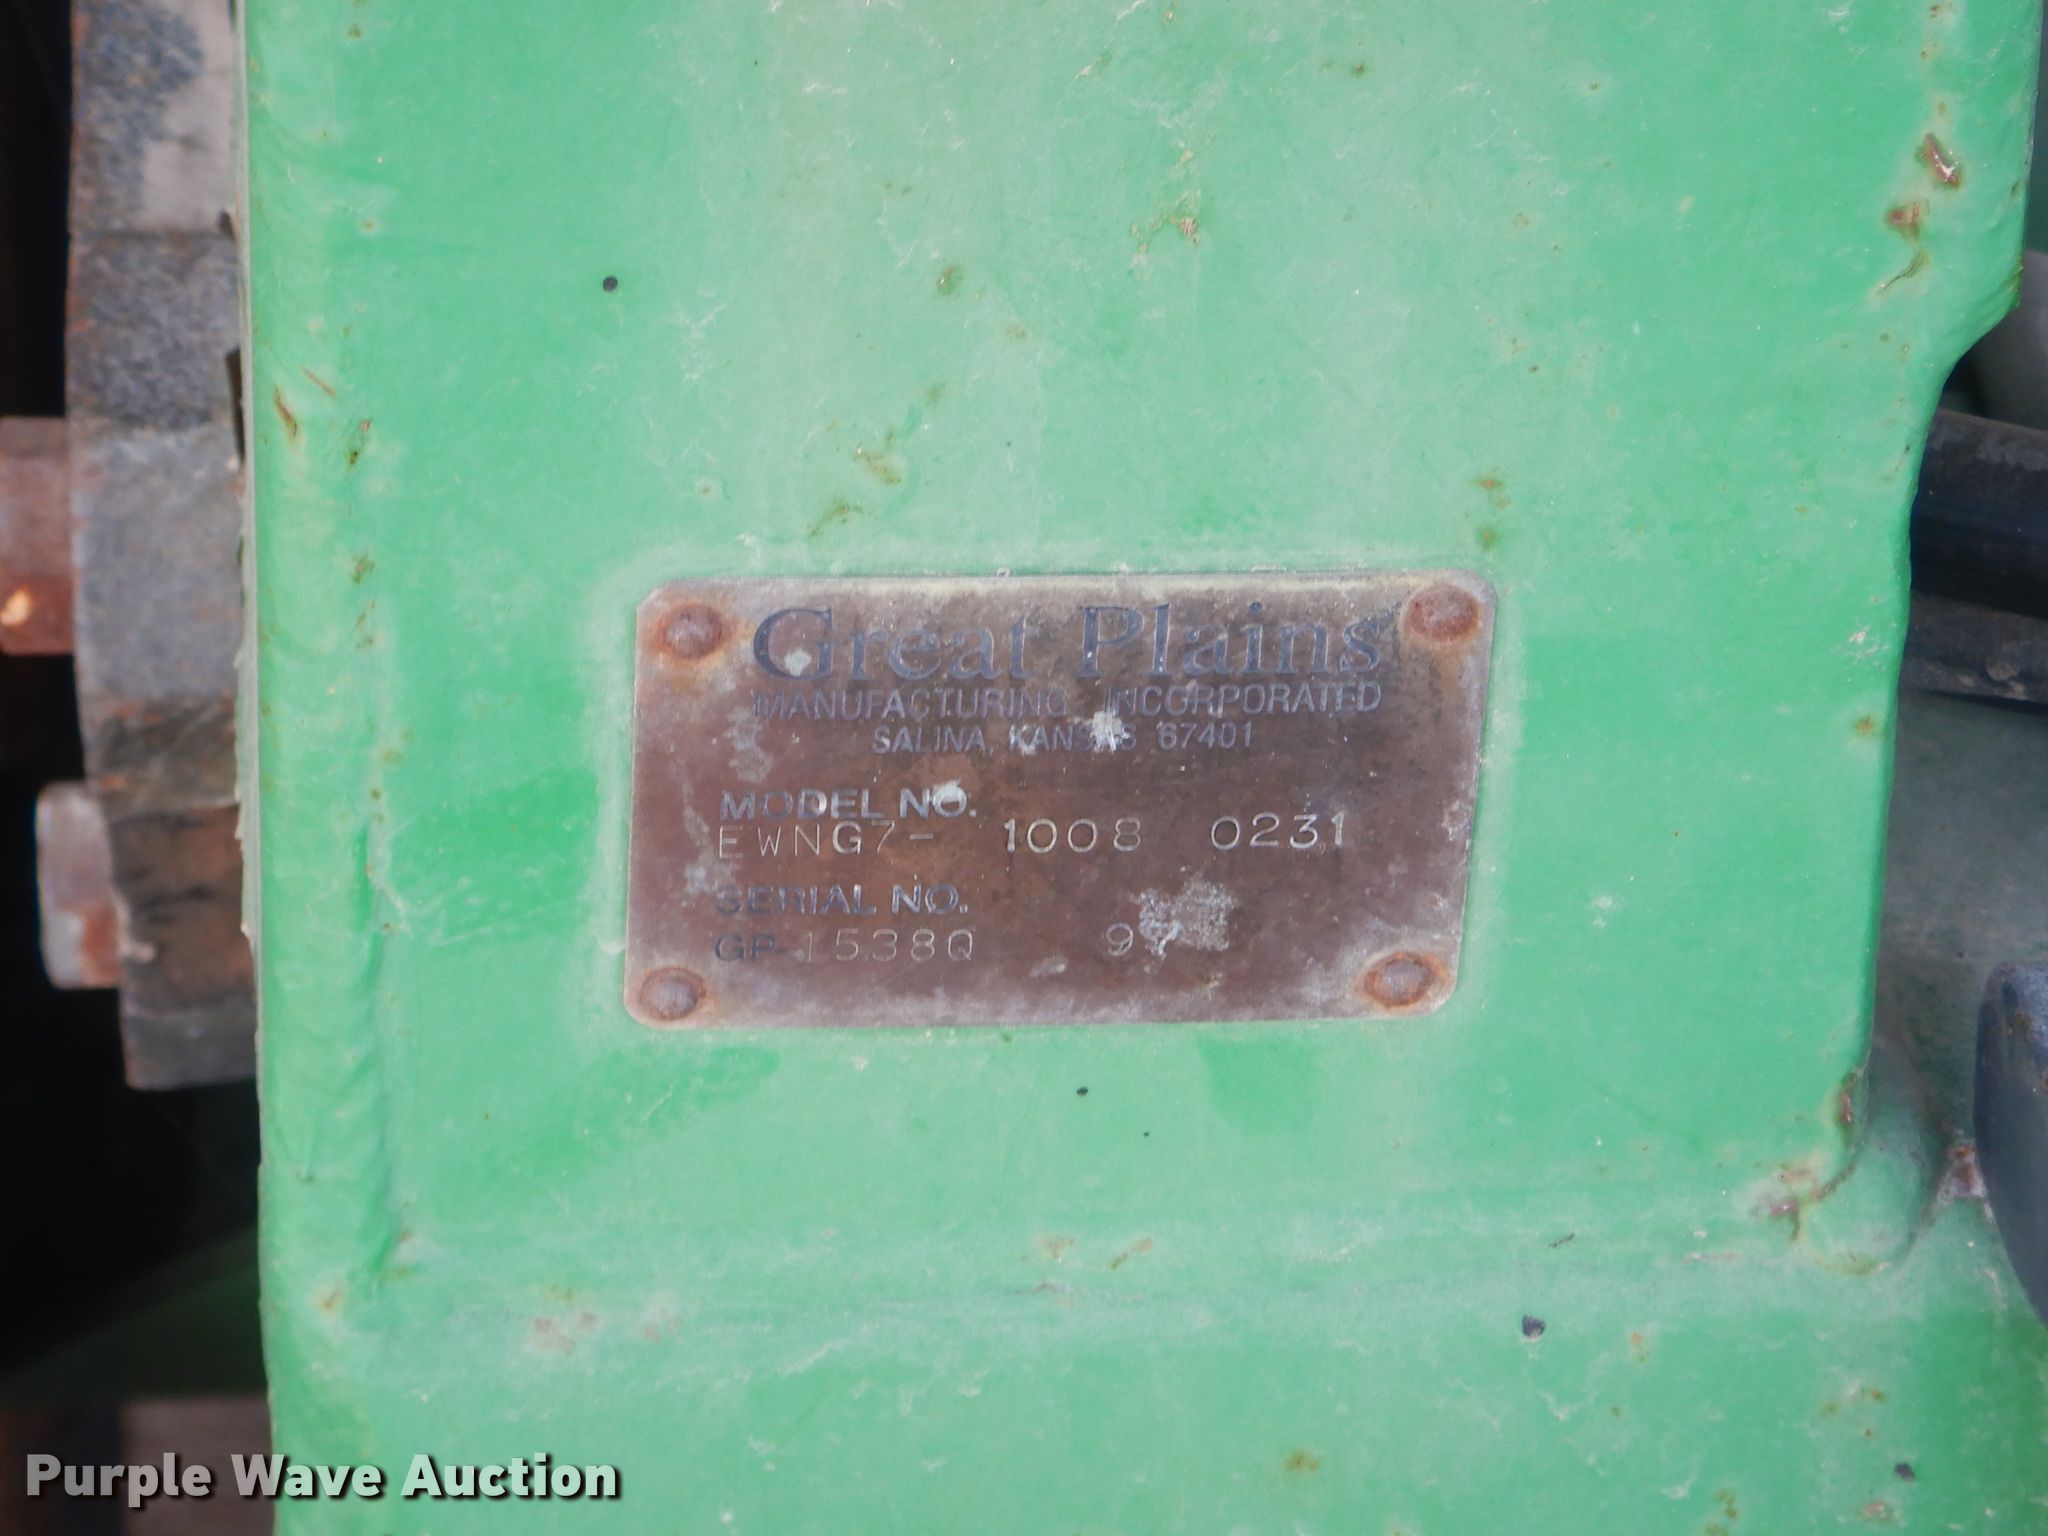 Great Plains
MANUFACTURING, INCORPORATED
SALINA, KANSAS 67401
MODEL NO.
EWNG7- 1008 0231
SERIAL NO.
GP-1538Q
Purple Wave Auction